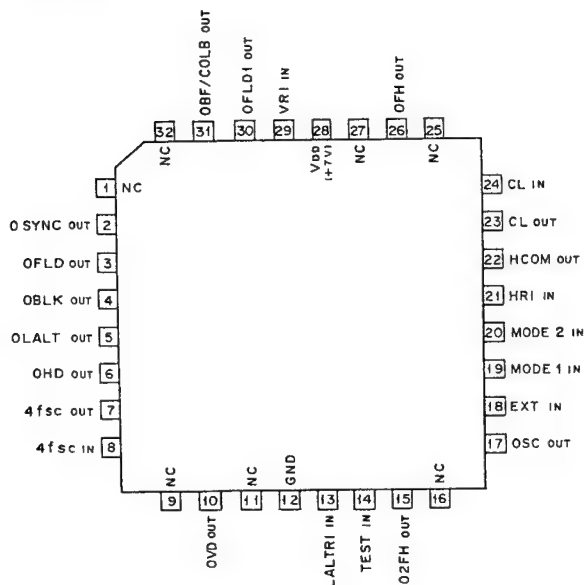 OBF/COLB OUT
OFLD1 OUT
VRI IN
OFH OUT
32 31 30 29 28 27 26 25
NC
VDD
(+7V)
NC
NC
1 NC
OSYNC OUT 2
OFLD OUT 3
OBLK OUT 4
OLALT OUT 5
OHD OUT 6
4fsc OUT 7
4fsc IN 8
24 CL IN
23 CL OUT
22 HCOM OUT
21 HRI IN
20 MODE 2 IN
19 MODE 1 IN
18 EXT IN
17 OSC OUT
NC
NC
GND
NC
9 10 11 12 13 14 15 16
OVD OUT
LALTRI IN
TEST IN
O2FH OUT